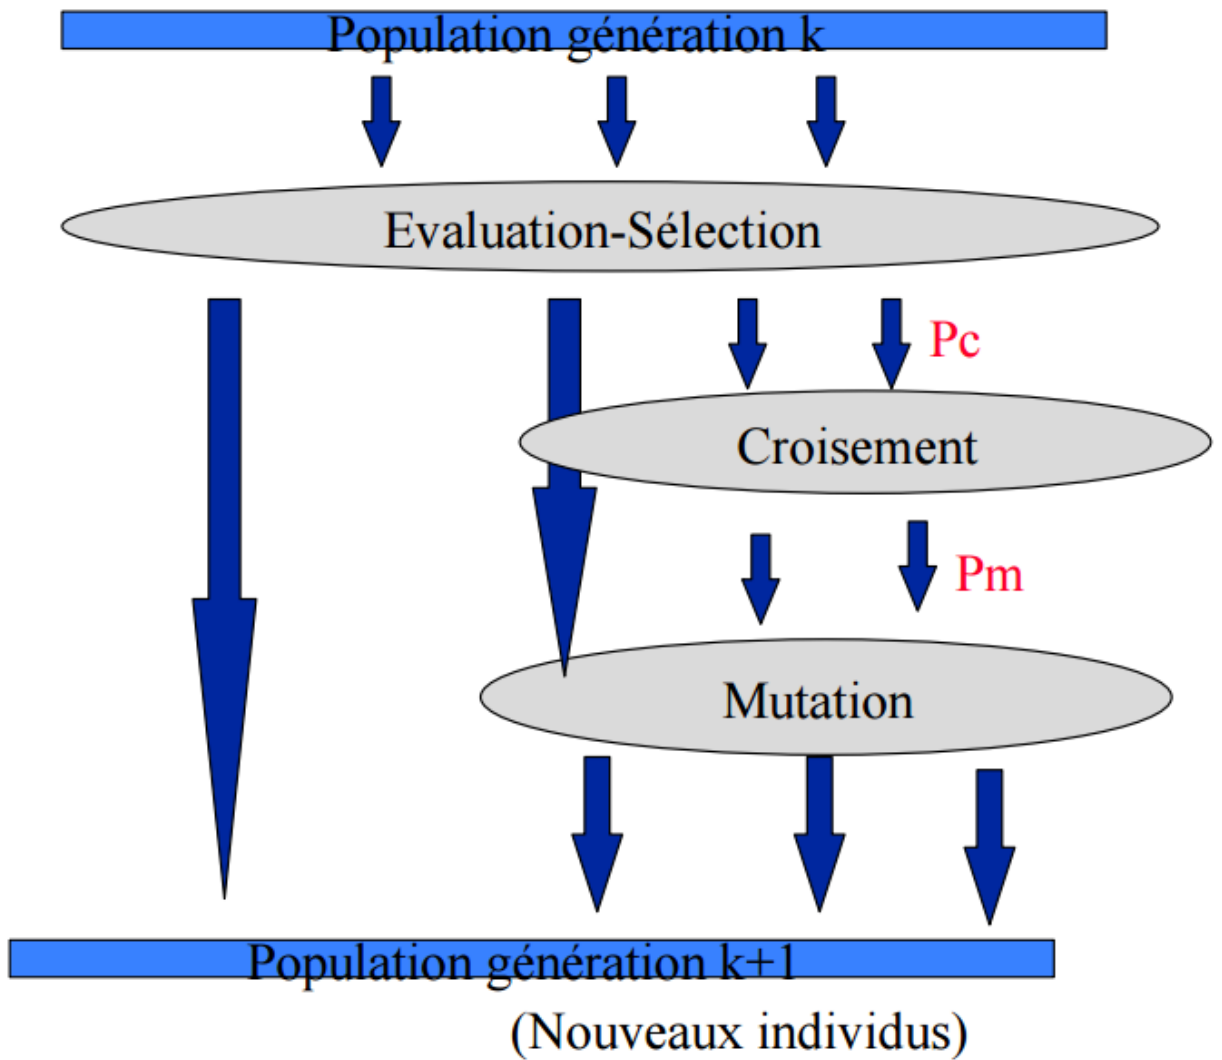 Population génération k
Evaluation-Sélection
Pc
Croisement
Pm
Mutation
Population génération k+1
(Nouveaux individus)